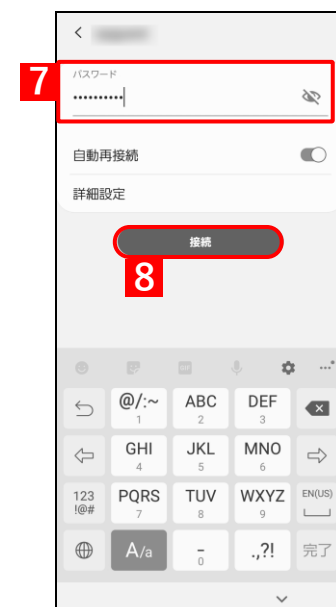 <
7
パスワード
••••••••••
自動再接続
詳細設定
接続
8
@/:~ ABC DEF
1 2 3
GHI JKL MNO
4 5 6
123 PQRS TUV WXYZ EN(US)
!@# 7 8 9
A/a - .,?! 完了
0